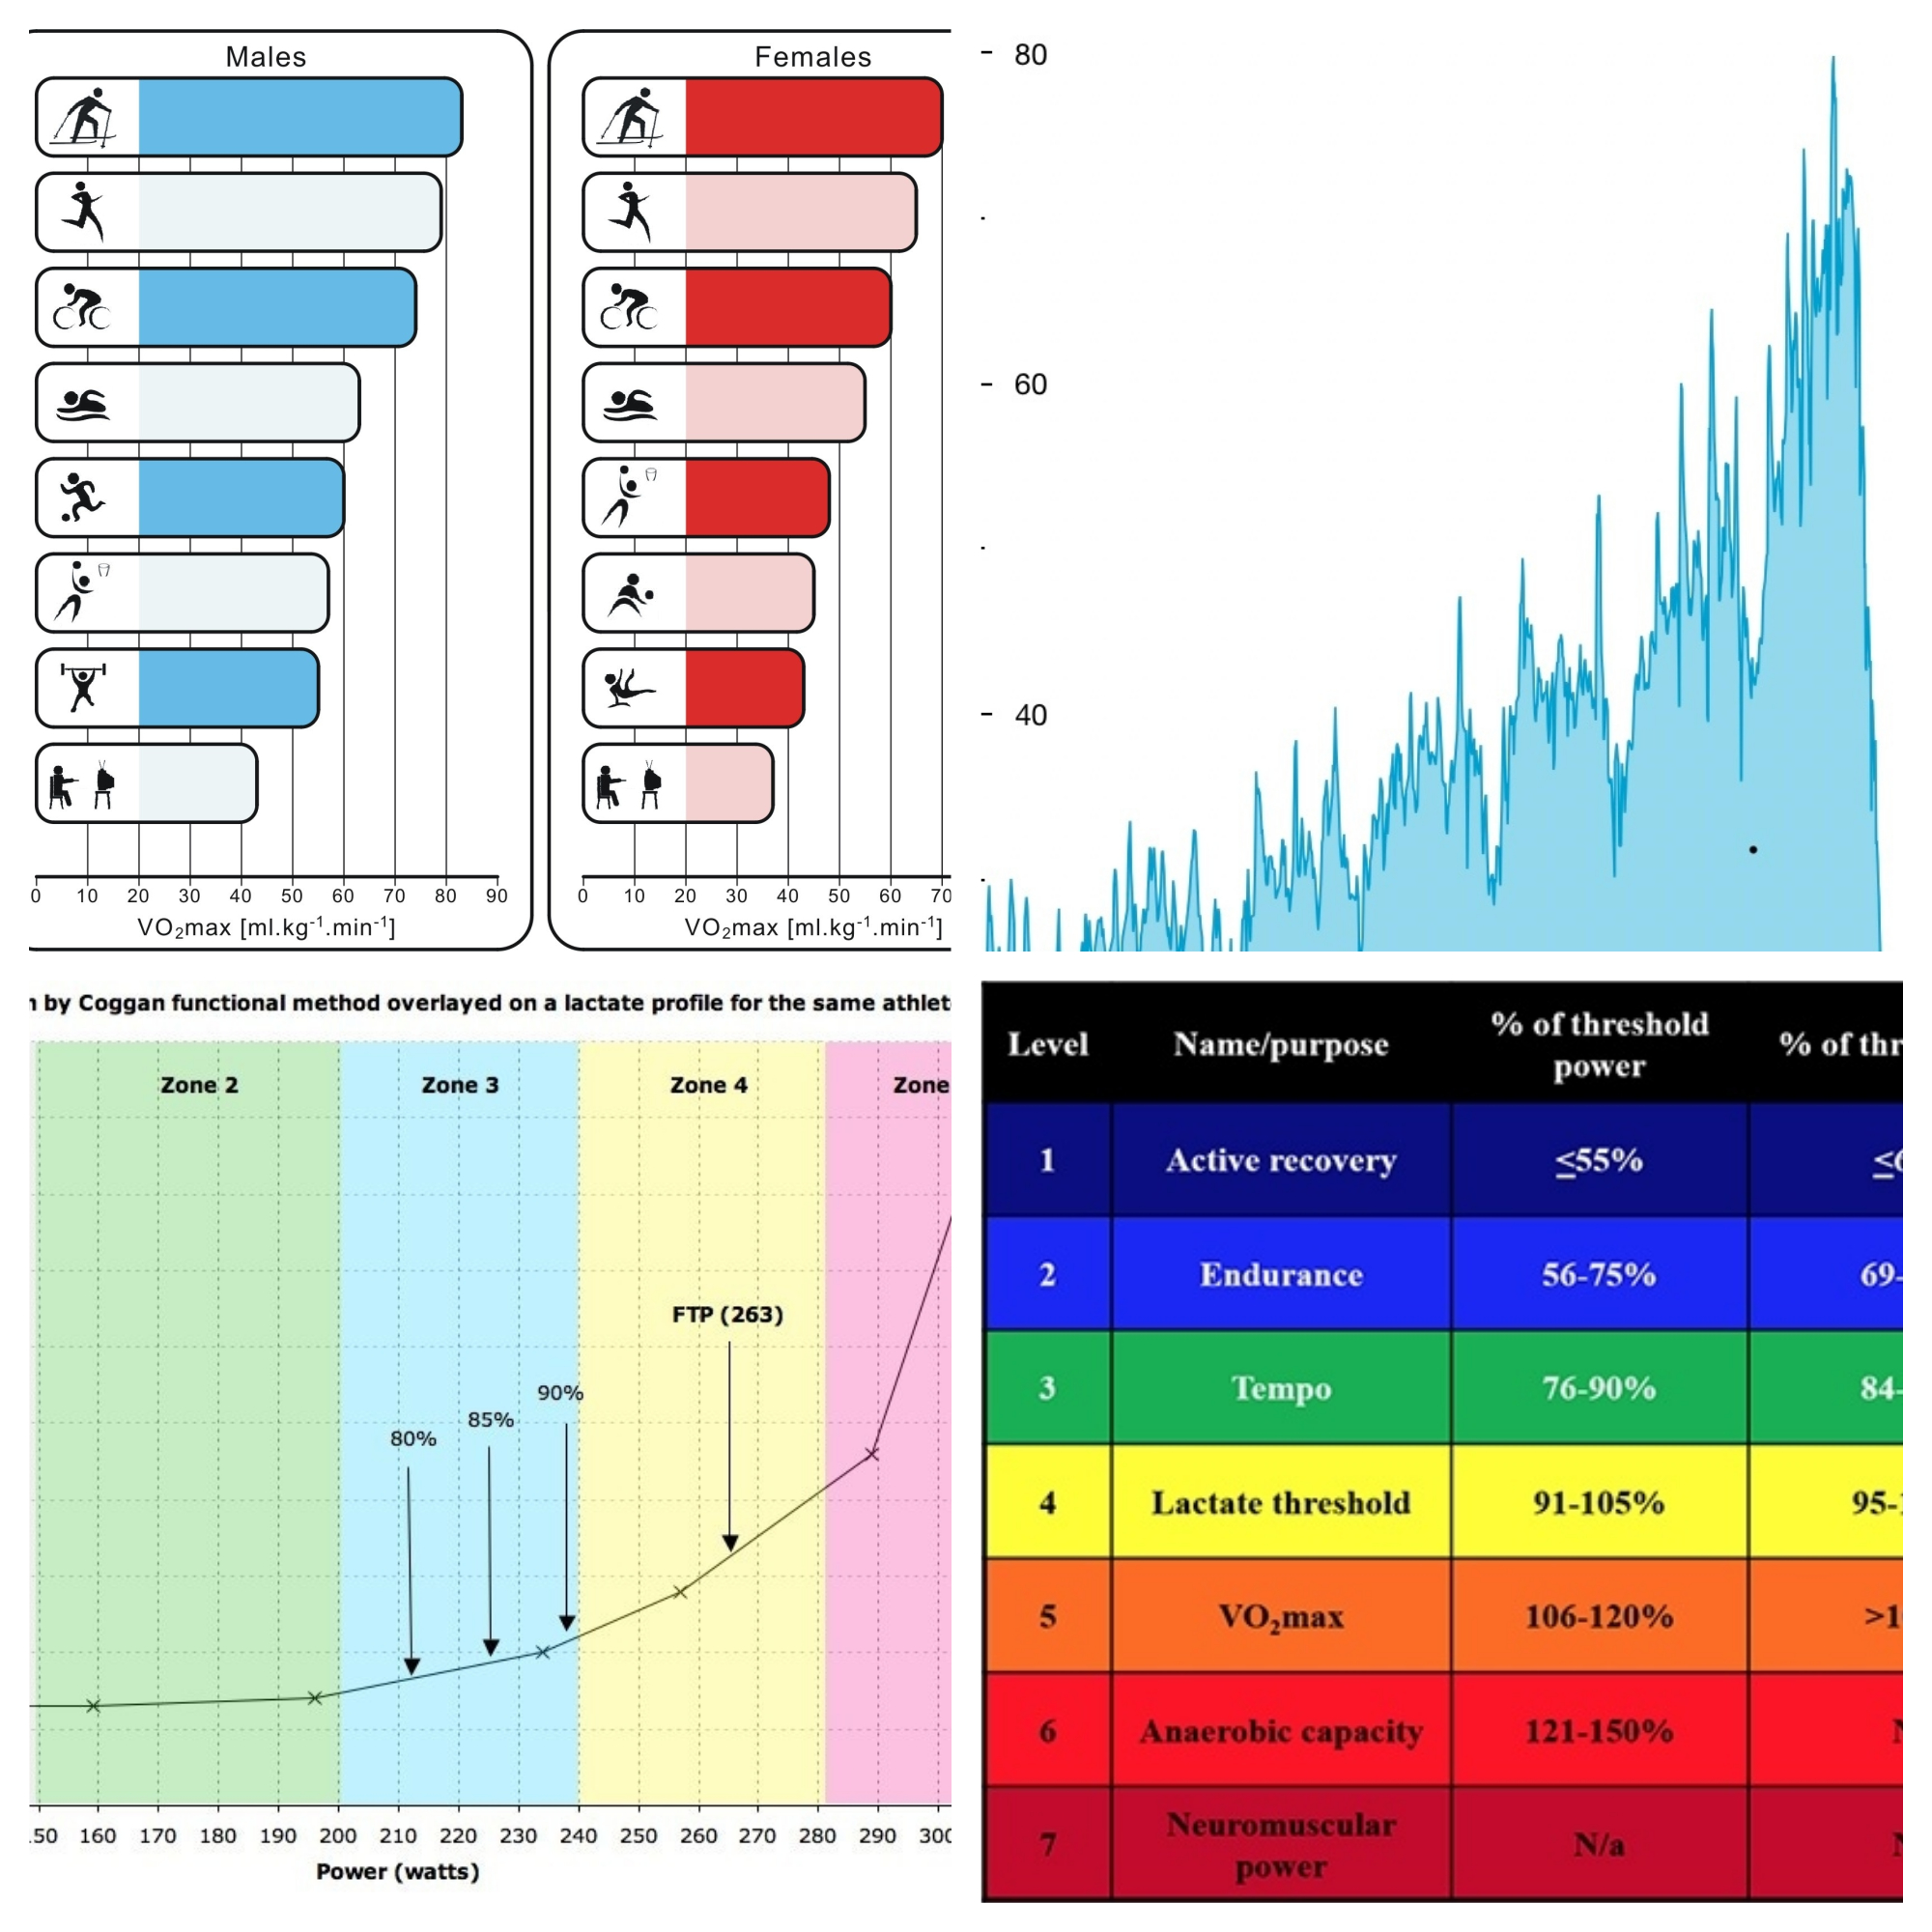 Males
0 10 20 30 40 50 60 70 80 90
VO₂max [ml.kg⁻¹.min⁻¹]
Females
0 10 20 30 40 50 60 70
VO₂max [ml.kg⁻¹.min⁻¹]
80
60
40
by Coggan functional method overlayed on a lactate profile for the same athlet
Zone 2 Zone 3 Zone 4 Zone
FTP (263)
90%
85%
80%
50 160 170 180 190 200 210 220 230 240 250 260 270 280 290 300
Power (watts)
Level Name/purpose % of threshold power % of thr
1 Active recovery ≤55% ≤6
2 Endurance 56-75% 69-
3 Tempo 76-90% 84-
4 Lactate threshold 91-105% 95-
5 VO₂max 106-120% >1
6 Anaerobic capacity 121-150% N
7 Neuromuscular power N/a N